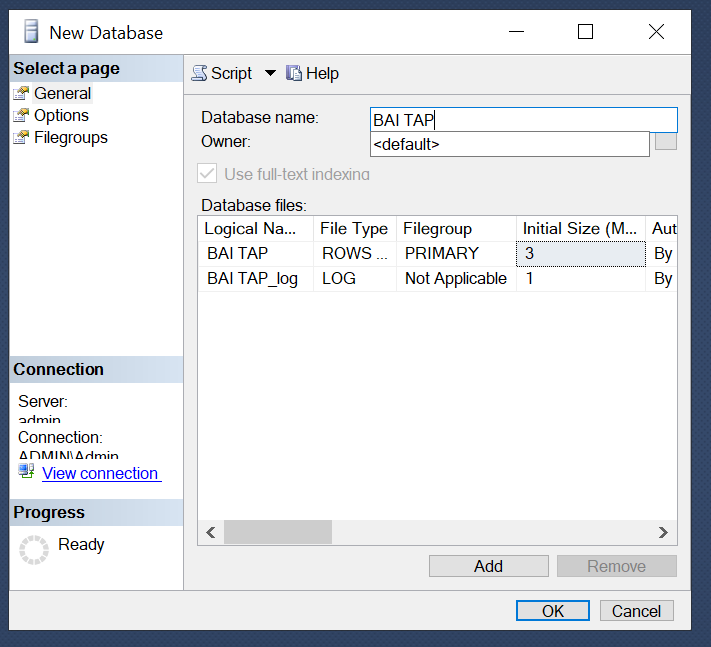 New Database
Select a page
General
Options
Filegroups
Script
Help
Database name:
BAI TAP
Owner:
<default>
Use full-text indexing
Database files:
Logical Na... File Type Filegroup Initial Size (M... Aut
BAI TAP ROWS ... PRIMARY 3 By
BAI TAP_log LOG Not Applicable 1 By
Connection
Server:
admin
Connection:
ADMIN\Admin
View connection
Progress
Ready
Add
Remove
OK
Cancel